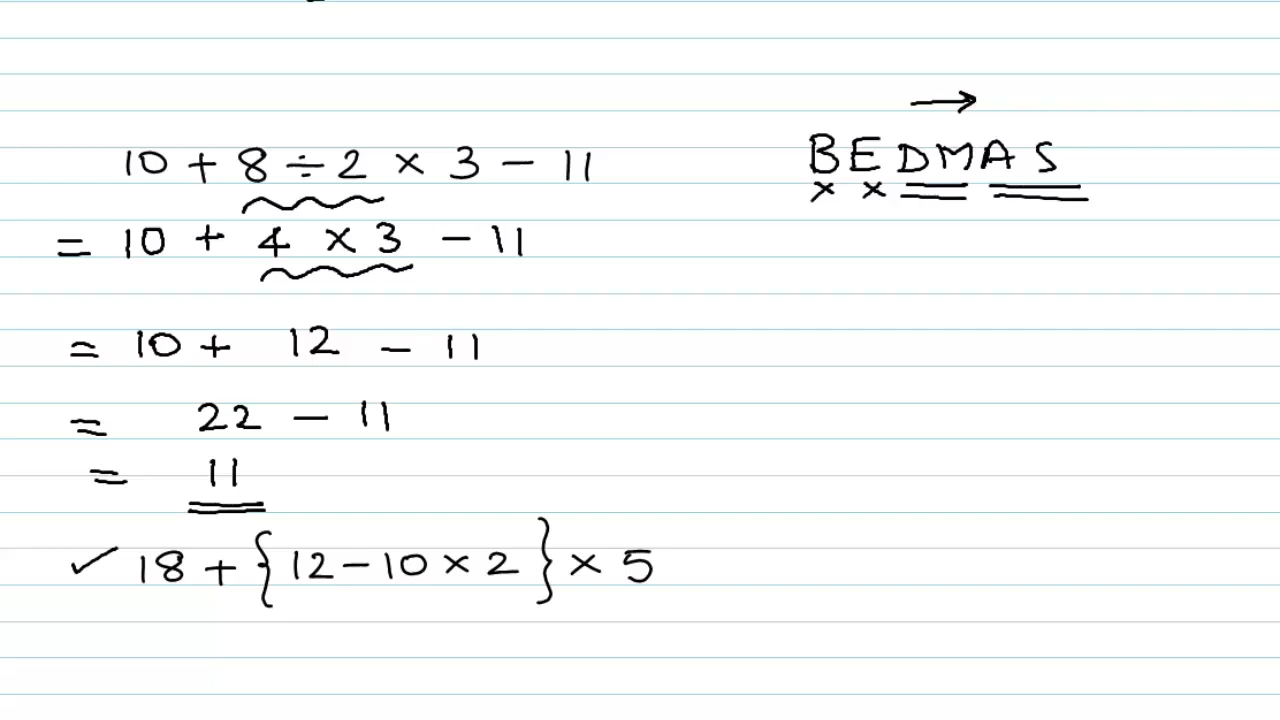 10 + 8 ÷ 2 × 3 − 11
BEDMAS
× ×
= 10 + 4 × 3 − 11
= 10 + 12 − 11
= 22 − 11
= 11
✓ 18 + {12 − 10 × 2} × 5